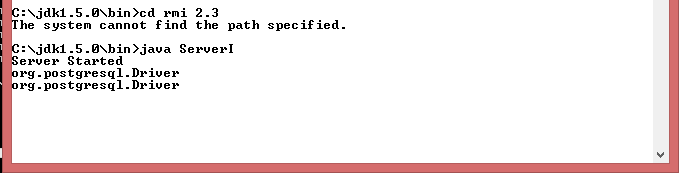 C:\jdk1.5.0\bin>cd rmi 2.3
The system cannot find the path specified.
C:\jdk1.5.0\bin>java ServerI
Server Started
org.postgresql.Driver
org.postgresql.Driver